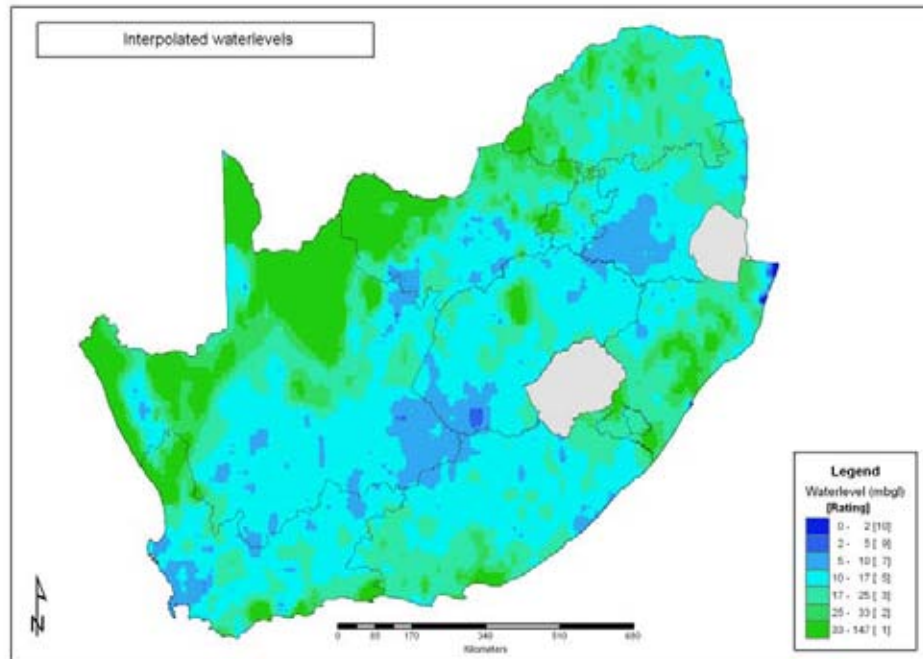 Interpolated waterlevels
Legend
Waterlevel (mbgl)
[Rating]
0 - 2 [10]
2 - 5 [ 9]
5 - 10 [ 7]
10 - 17 [ 5]
17 - 25 [ 3]
25 - 33 [ 2]
33 - 147 [ 1]
N
0 85 170 340 510 680
Kilometers